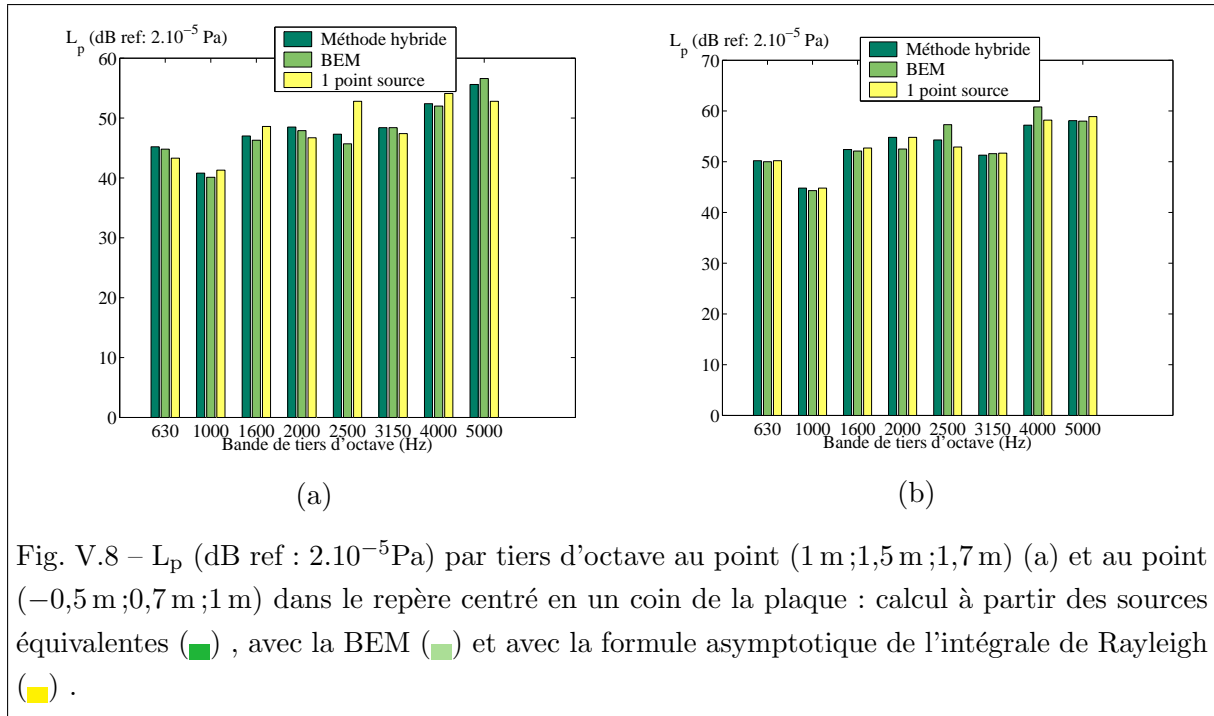 L_p (dB ref: 2.10⁻⁵ Pa)
Méthode hybride
BEM
1 point source
60
50
40
30
20
10
0
630 1000 1600 2000 2500 3150 4000 5000
Bande de tiers d'octave (Hz)
(a)
L_p (dB ref: 2.10⁻⁵ Pa)
Méthode hybride
BEM
1 point source
70
60
50
40
30
20
10
0
630 1000 1600 2000 2500 3150 4000 5000
Bande de tiers d'octave (Hz)
(b)
Fig. V.8 – L_p (dB ref : 2.10⁻⁵Pa) par tiers d'octave au point (1 m ;1,5 m ;1,7 m) (a) et au point
(−0,5 m ;0,7 m ;1 m) dans le repère centré en un coin de la plaque : calcul à partir des sources
équivalentes ( ) , avec la BEM ( ) et avec la formule asymptotique de l'intégrale de Rayleigh
( ) .